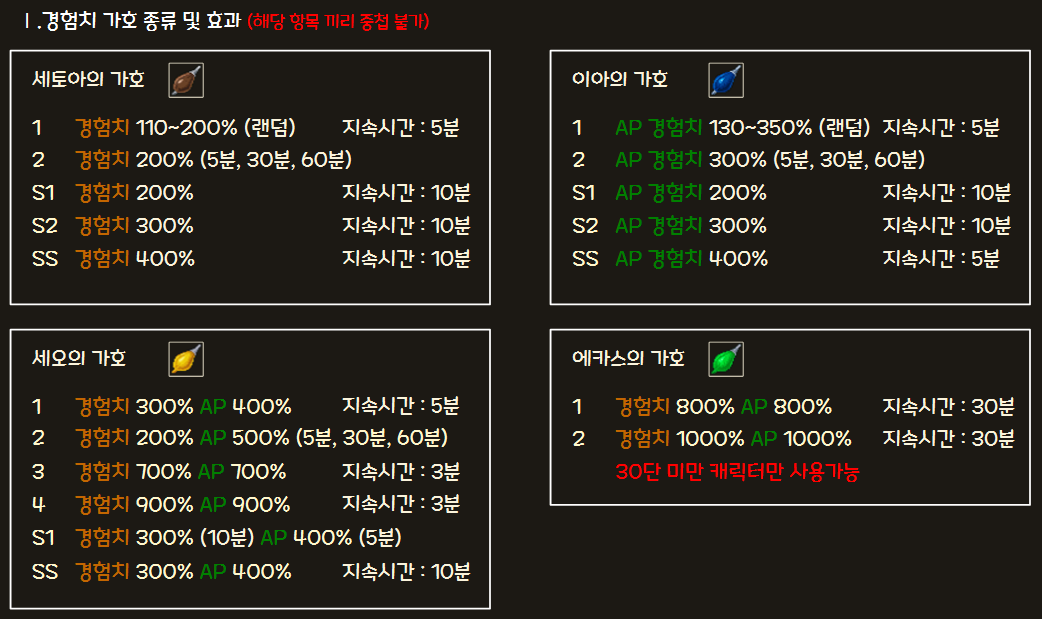 Ⅰ.경험치 가호 종류 및 효과 (해당 항목 끼리 중첩 불가)
세토아의 가호
1 경험치 110~200% (랜덤) 지속시간 : 5분
2 경험치 200% (5분, 30분, 60분)
S1 경험치 200% 지속시간 : 10분
S2 경험치 300% 지속시간 : 10분
SS 경험치 400% 지속시간 : 10분
이아의 가호
1 AP 경험치 130~350% (랜덤) 지속시간 : 5분
2 AP 경험치 300% (5분, 30분, 60분)
S1 AP 경험치 200% 지속시간 : 10분
S2 AP 경험치 300% 지속시간 : 10분
SS AP 경험치 400% 지속시간 : 5분
세오의 가호
1 경험치 300% AP 400% 지속시간 : 5분
2 경험치 200% AP 500% (5분, 30분, 60분)
3 경험치 700% AP 700% 지속시간 : 3분
4 경험치 900% AP 900% 지속시간 : 3분
S1 경험치 300% (10분) AP 400% (5분)
SS 경험치 300% AP 400% 지속시간 : 10분
에카스의 가호
1 경험치 800% AP 800% 지속시간 : 30분
2 경험치 1000% AP 1000% 지속시간 : 30분
30단 미만 캐릭터만 사용가능